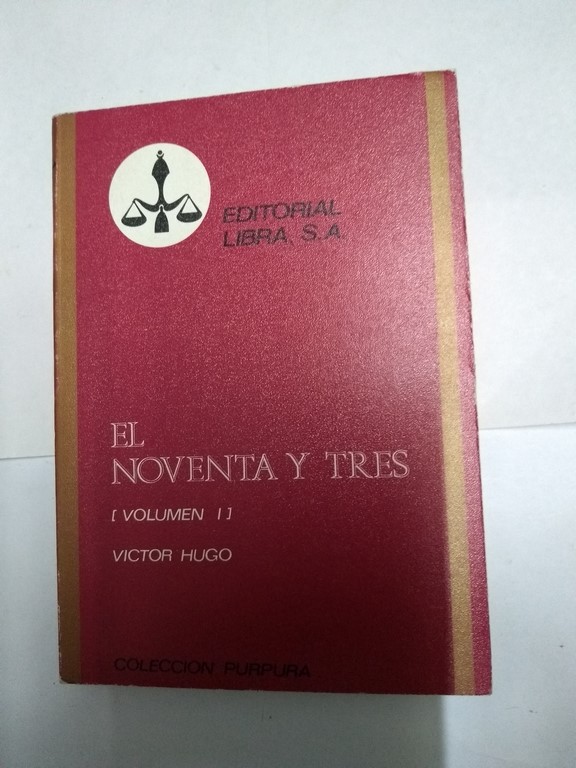 EDITORIAL
LIBRA, S.A.
EL
NOVENTA Y TRES
[VOLUMEN I]
VICTOR HUGO
COLECCION PURPURA